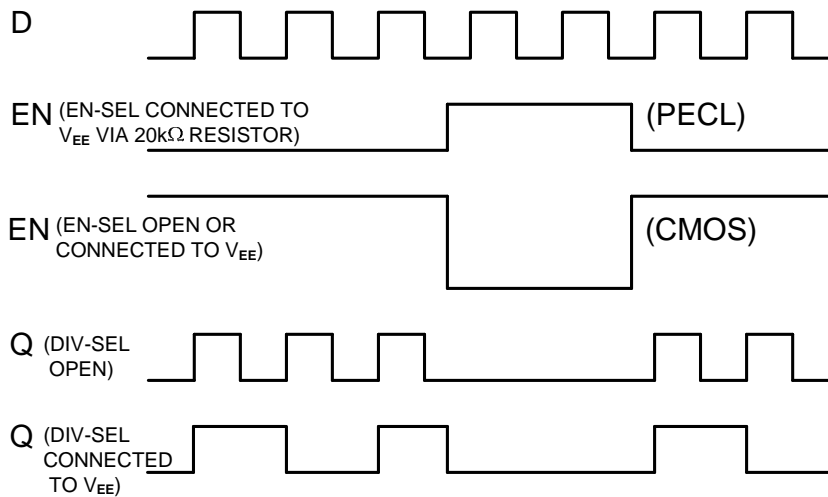 D
EN (EN-SEL CONNECTED TO
VEE VIA 20kΩ RESISTOR)
(PECL)
EN (EN-SEL OPEN OR
CONNECTED TO VEE)
(CMOS)
Q (DIV-SEL
OPEN)
Q (DIV-SEL
CONNECTED
TO VEE)